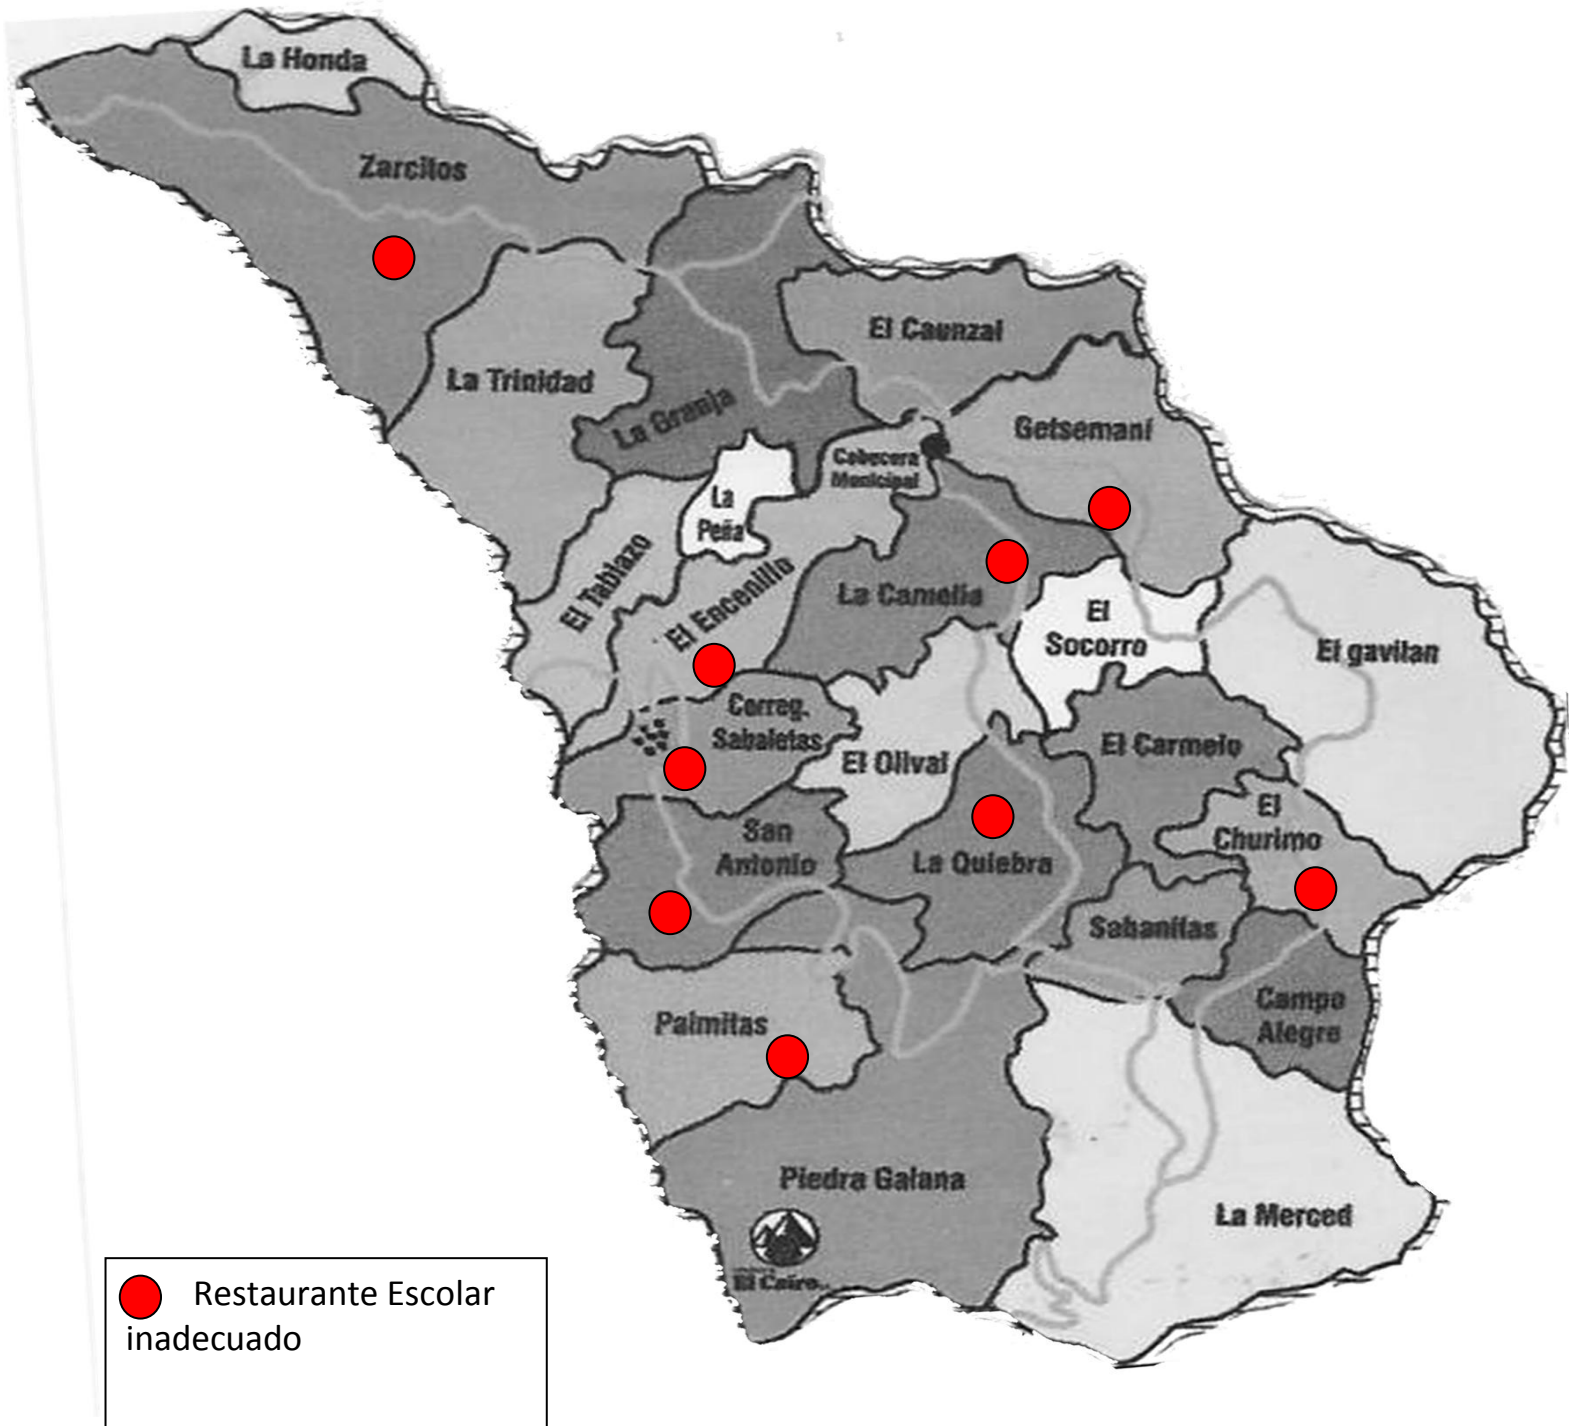 La Honda
Zarcitos
El Caunzal
La Trinidad
La Granja
Getsemaní
Cabecera
Municipal
La
Peña
El Tablazo
El Encenillo
La Camelia
El
Socorro
El gavilan
Correg.
Sabaletas
El Olival
El Carmelo
El
Churimo
San
Antonio
La Quiebra
Sabanitas
Campo
Alegre
Palmitas
Piedra Galana
La Merced
El Cairo
Restaurante Escolar
inadecuado